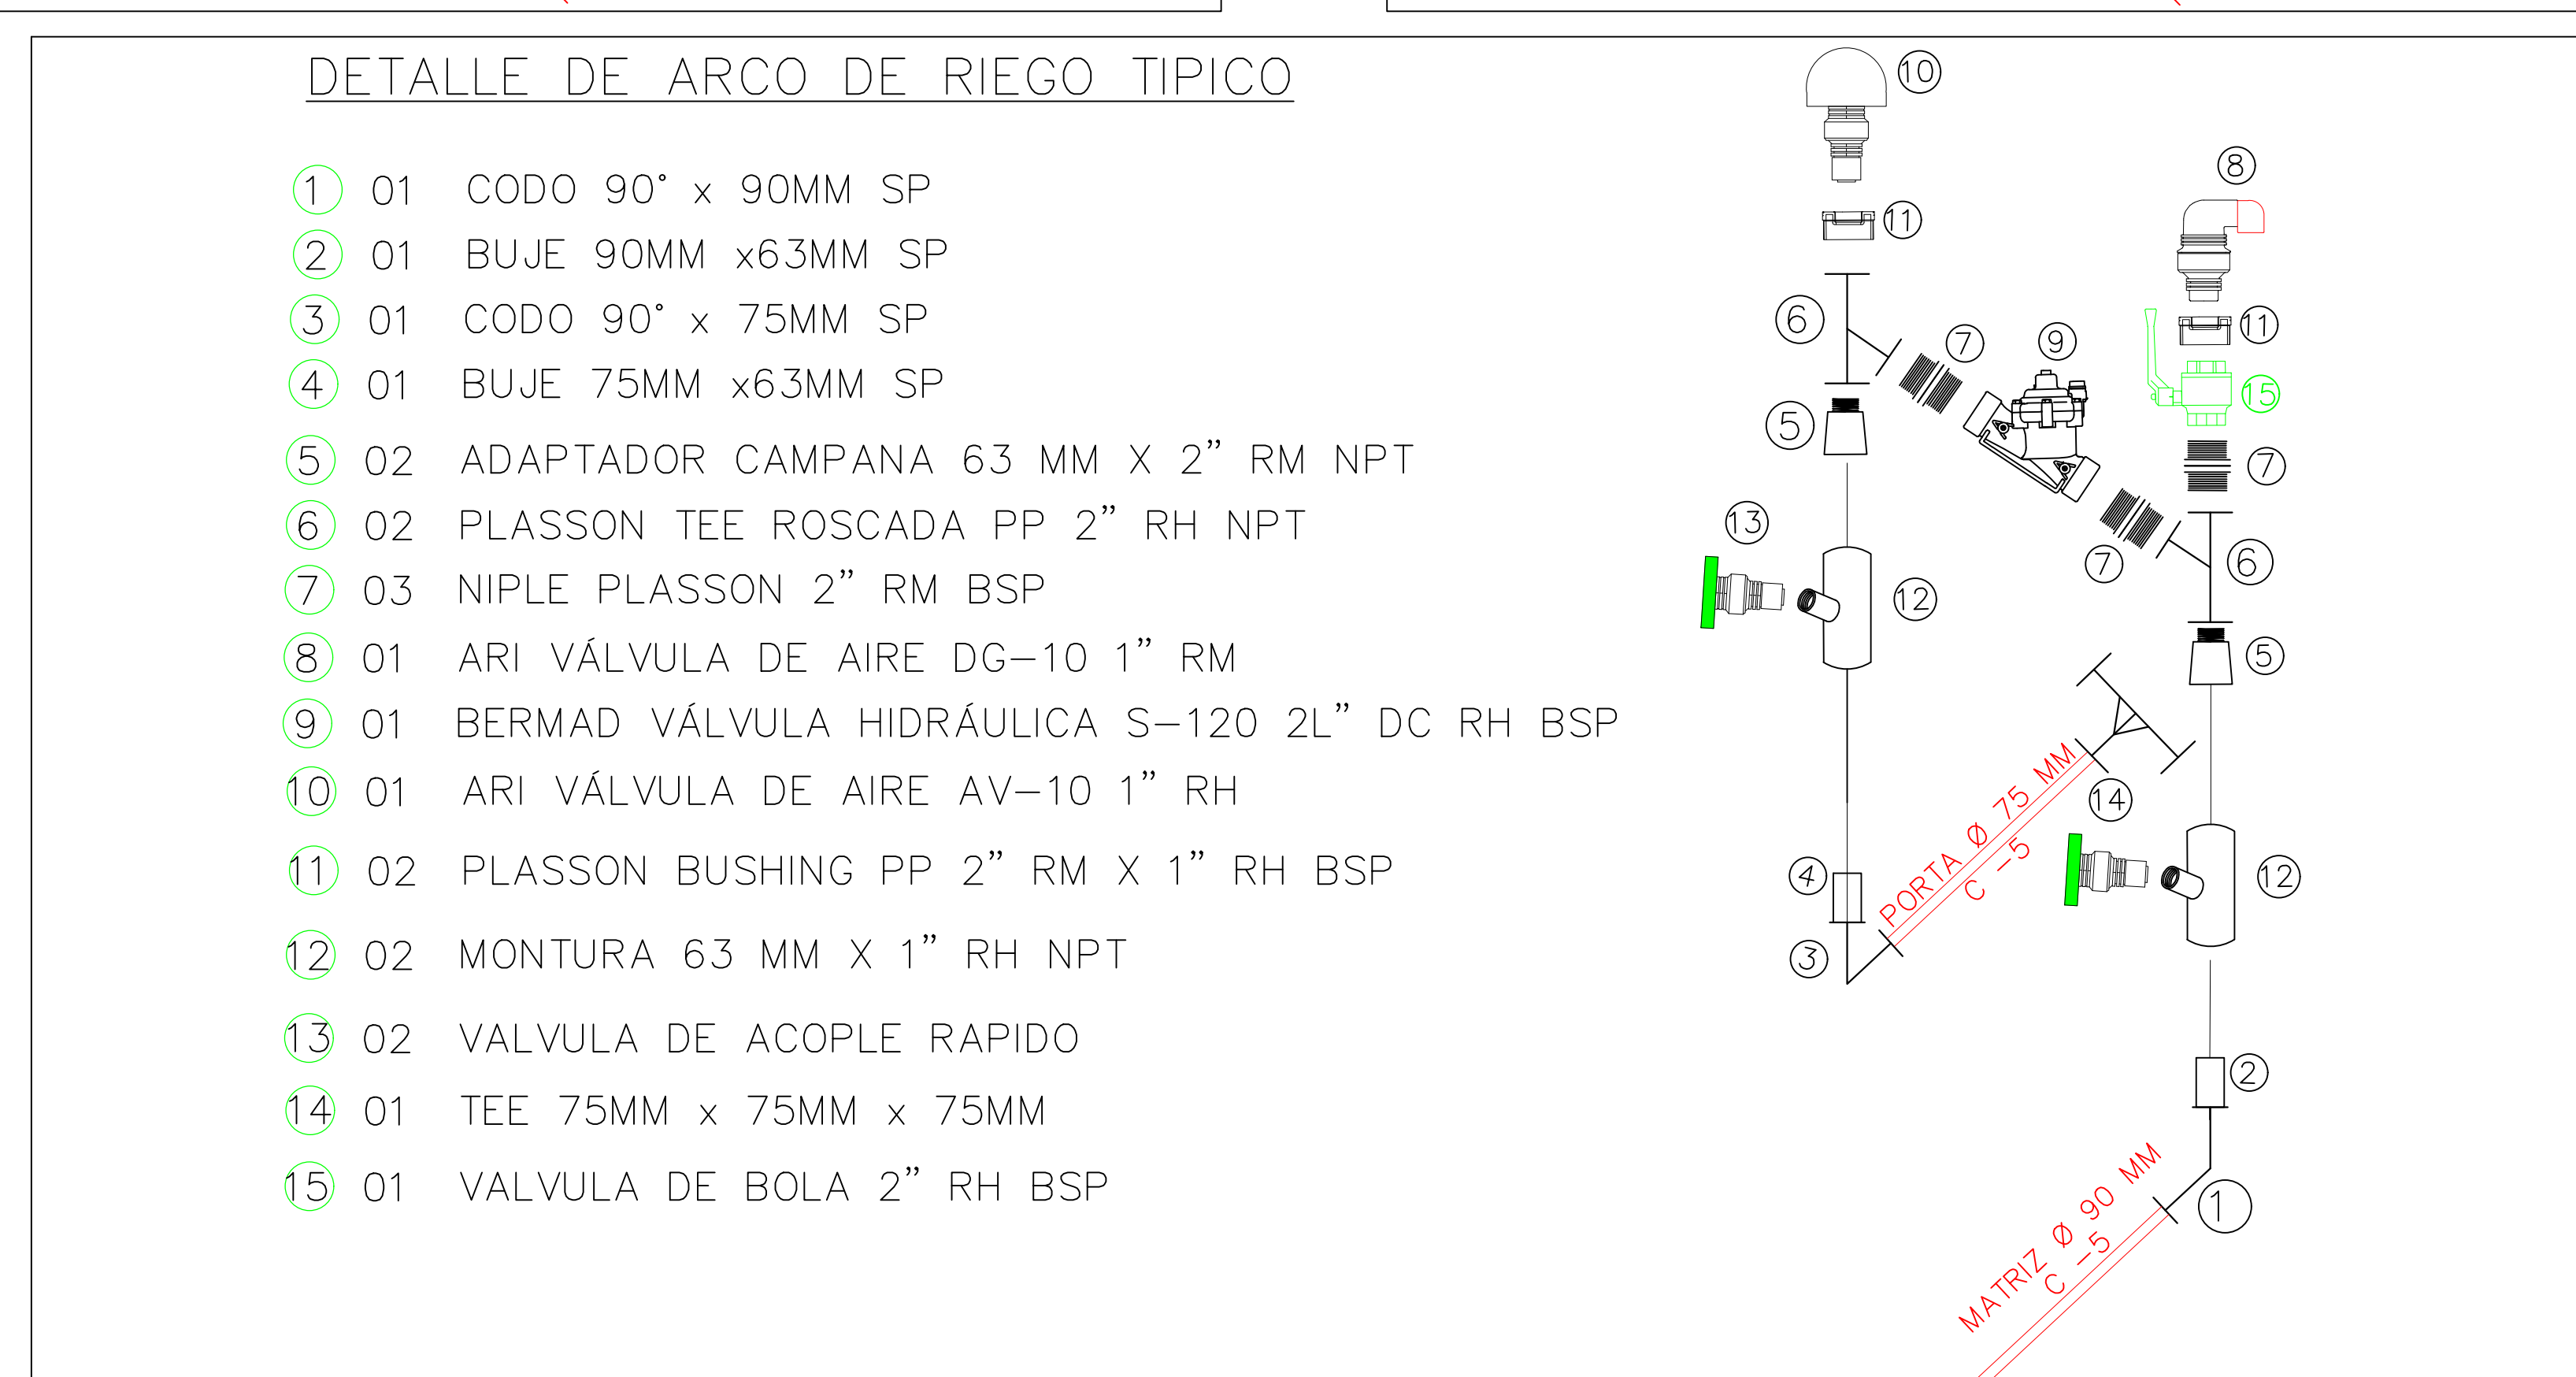 DETALLE DE ARCO DE RIEGO TIPICO
1 01 CODO 90° x 90MM SP
2 01 BUJE 90MM x63MM SP
3 01 CODO 90° x 75MM SP
4 01 BUJE 75MM x63MM SP
5 02 ADAPTADOR CAMPANA 63 MM X 2” RM NPT
6 02 PLASSON TEE ROSCADA PP 2” RH NPT
7 03 NIPLE PLASSON 2” RM BSP
8 01 ARI VÁLVULA DE AIRE DG-10 1” RM
9 01 BERMAD VÁLVULA HIDRÁULICA S-120 2L” DC RH BSP
10 01 ARI VÁLVULA DE AIRE AV-10 1” RH
11 02 PLASSON BUSHING PP 2” RM X 1” RH BSP
12 02 MONTURA 63 MM X 1” RH NPT
13 02 VALVULA DE ACOPLE RAPIDO
14 01 TEE 75MM x 75MM x 75MM
15 01 VALVULA DE BOLA 2” RH BSP
10
8
11
11
6
7
9
15
5
7
13
7
6
12
5
14
PORTA Ø 75 MM
C -5
4
12
3
2
1
MATRIZ Ø 90 MM
C -5